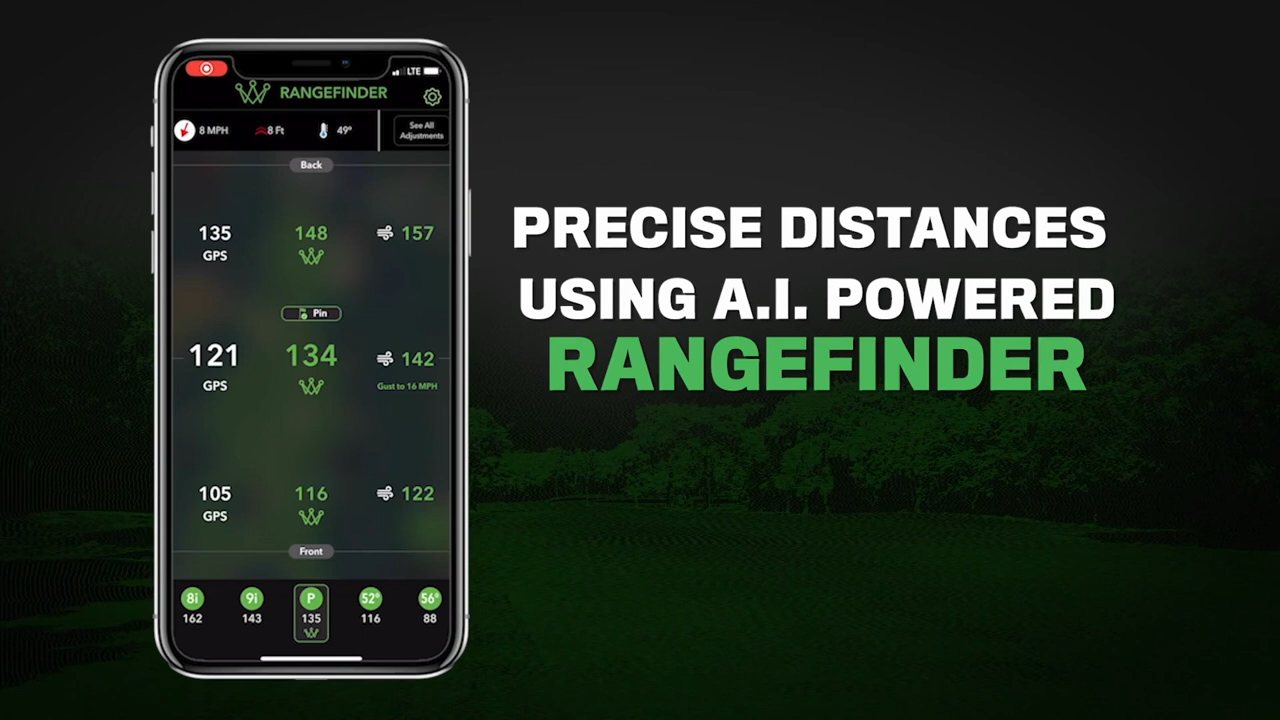 LTE
RANGEFINDER
8 MPH
8 Ft
49°
See All
Adjustments
Back
135
GPS
148
157
Pin
121
GPS
134
142
Gust to 16 MPH
105
GPS
116
122
Front
8i
9i
P
52°
56°
162
143
135
116
88
PRECISE DISTANCES
USING A.I. POWERED
RANGEFINDER